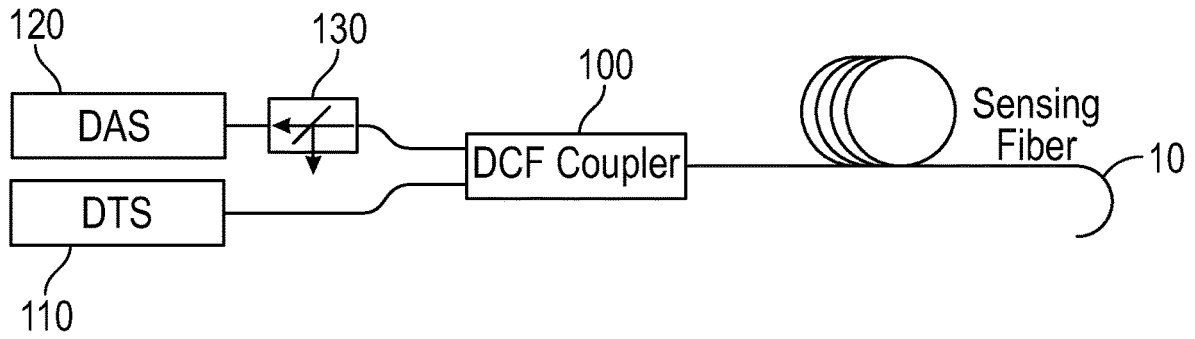 120
130
100
DAS
DCF Coupler
Sensing
Fiber
10
DTS
110